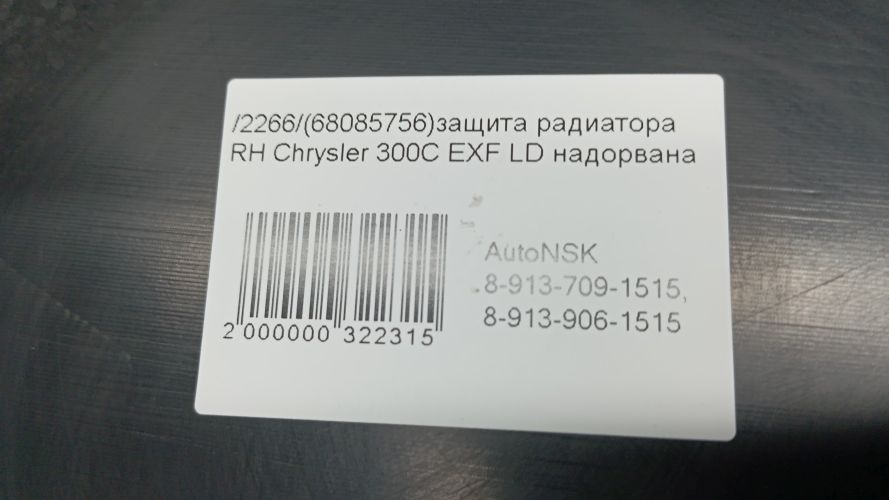 /2266/(68085756)защита радиатора
RH Chrysler 300C EXF LD надорвана
AutoNSK
8-913-709-1515,
8-913-906-1515
2 000000 322315